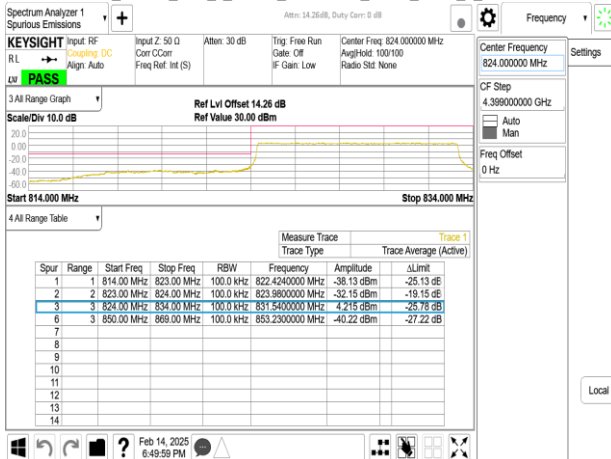 Spectrum Analyzer 1
Spurious Emissions
Attn: 14.26dB, Duty Corr: 0 dB
Frequency
KEYSIGHT Input: RF Input Z: 50 Ω Atten: 30 dB Trig: Free Run Center Freq: 824.000000 MHz
RL Coupling: DC Corr CCorr Gate: Off Avg|Hold: 100/100
Align: Auto Freq Ref: Int (S) IF Gain: Low Radio Std: None
LXI PASS
Center Frequency
824.000000 MHz
Settings
CF Step
4.399000000 GHz
Auto
Man
Freq Offset
0 Hz
3 All Range Graph
Ref Lvl Offset 14.26 dB
Scale/Div 10.0 dB Ref Value 30.00 dBm
20.0
0.00
-20.0
-40.0
-60.0
Start 814.000 MHz Stop 834.000 MHz
4 All Range Table
Measure Trace Trace 1
Trace Type Trace Average (Active)
Spur Range Start Freq Stop Freq RBW Frequency Amplitude ΔLimit
1 1 814.00 MHz 823.00 MHz 100.0 kHz 822.4240000 MHz -38.13 dBm -25.13 dB
2 2 823.00 MHz 824.00 MHz 100.0 kHz 823.9800000 MHz -32.15 dBm -19.15 dB
3 3 824.00 MHz 834.00 MHz 100.0 kHz 831.5400000 MHz 4.215 dBm -25.78 dB
6 3 850.00 MHz 869.00 MHz 100.0 kHz 853.2300000 MHz -40.22 dBm -27.22 dB
7
8
9
10
11
12
13
14
Local
Feb 14, 2025
6:49:59 PM